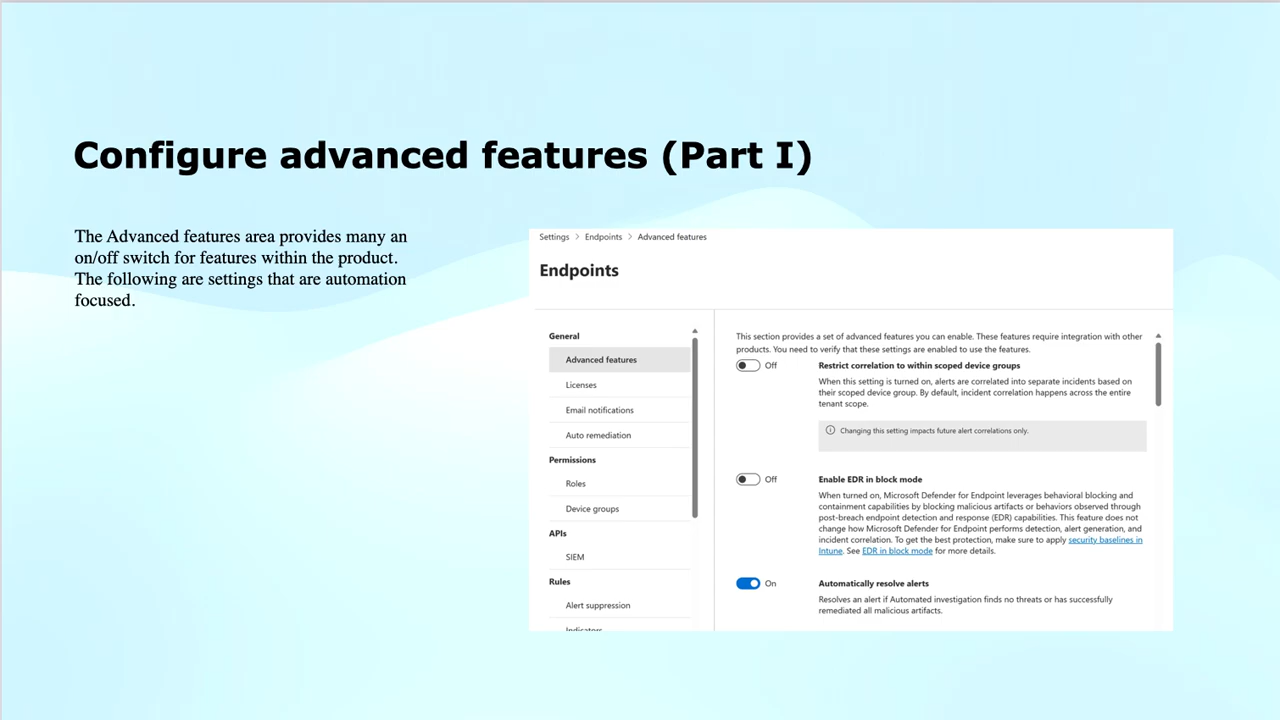 Configure advanced features (Part I)
The Advanced features area provides many an
on/off switch for features within the product.
The following are settings that are automation
focused.
Settings > Endpoints > Advanced features
Endpoints
General
Advanced features
Licenses
Email notifications
Auto remediation
Permissions
Roles
Device groups
APIs
SIEM
Rules
Alert suppression
Indicators
This section provides a set of advanced features you can enable. These features require integration with other
products. You need to verify that these settings are enabled to use the features.
Off
Restrict correlation to within scoped device groups
When this setting is turned on, alerts are correlated into separate incidents based on
their scoped device group. By default, incident correlation happens across the entire
tenant scope.
Changing this setting impacts future alert correlations only.
Off
Enable EDR in block mode
When turned on, Microsoft Defender for Endpoint leverages behavioral blocking and
containment capabilities by blocking malicious artifacts or behaviors observed through
post-breach endpoint detection and response (EDR) capabilities. This feature does not
change how Microsoft Defender for Endpoint performs detection, alert generation, and
incident correlation. To get the best protection, make sure to apply security baselines in
Intune. See EDR in block mode for more details.
On
Automatically resolve alerts
Resolves an alert if Automated investigation finds no threats or has successfully
remediated all malicious artifacts.